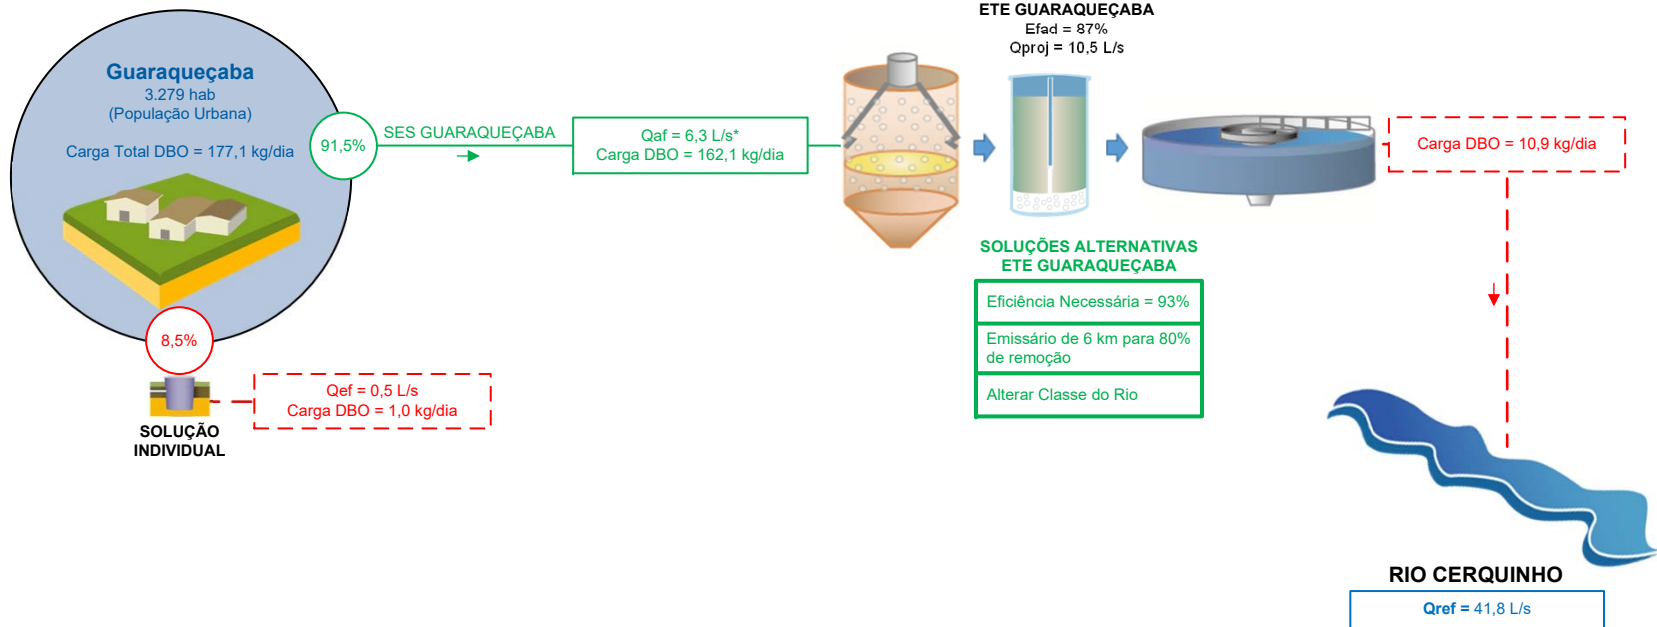 Guaraqueçaba
3.279 hab
(População Urbana)
Carga Total DBO = 177,1 kg/dia
91,5%
SES GUARAQUEÇABA
Qaf = 6,3 L/s*
Carga DBO = 162,1 kg/dia
ETE GUARAQUEÇABA
Efad = 87%
Qproj = 10,5 L/s
Carga DBO = 10,9 kg/dia
SOLUÇÕES ALTERNATIVAS
ETE GUARAQUEÇABA
Eficiência Necessária = 93%
Emissário de 6 km para 80%
de remoção
Alterar Classe do Rio
8,5%
Qef = 0,5 L/s
Carga DBO = 1,0 kg/dia
SOLUÇÃO
INDIVIDUAL
RIO CERQUINHO
Qref = 41,8 L/s